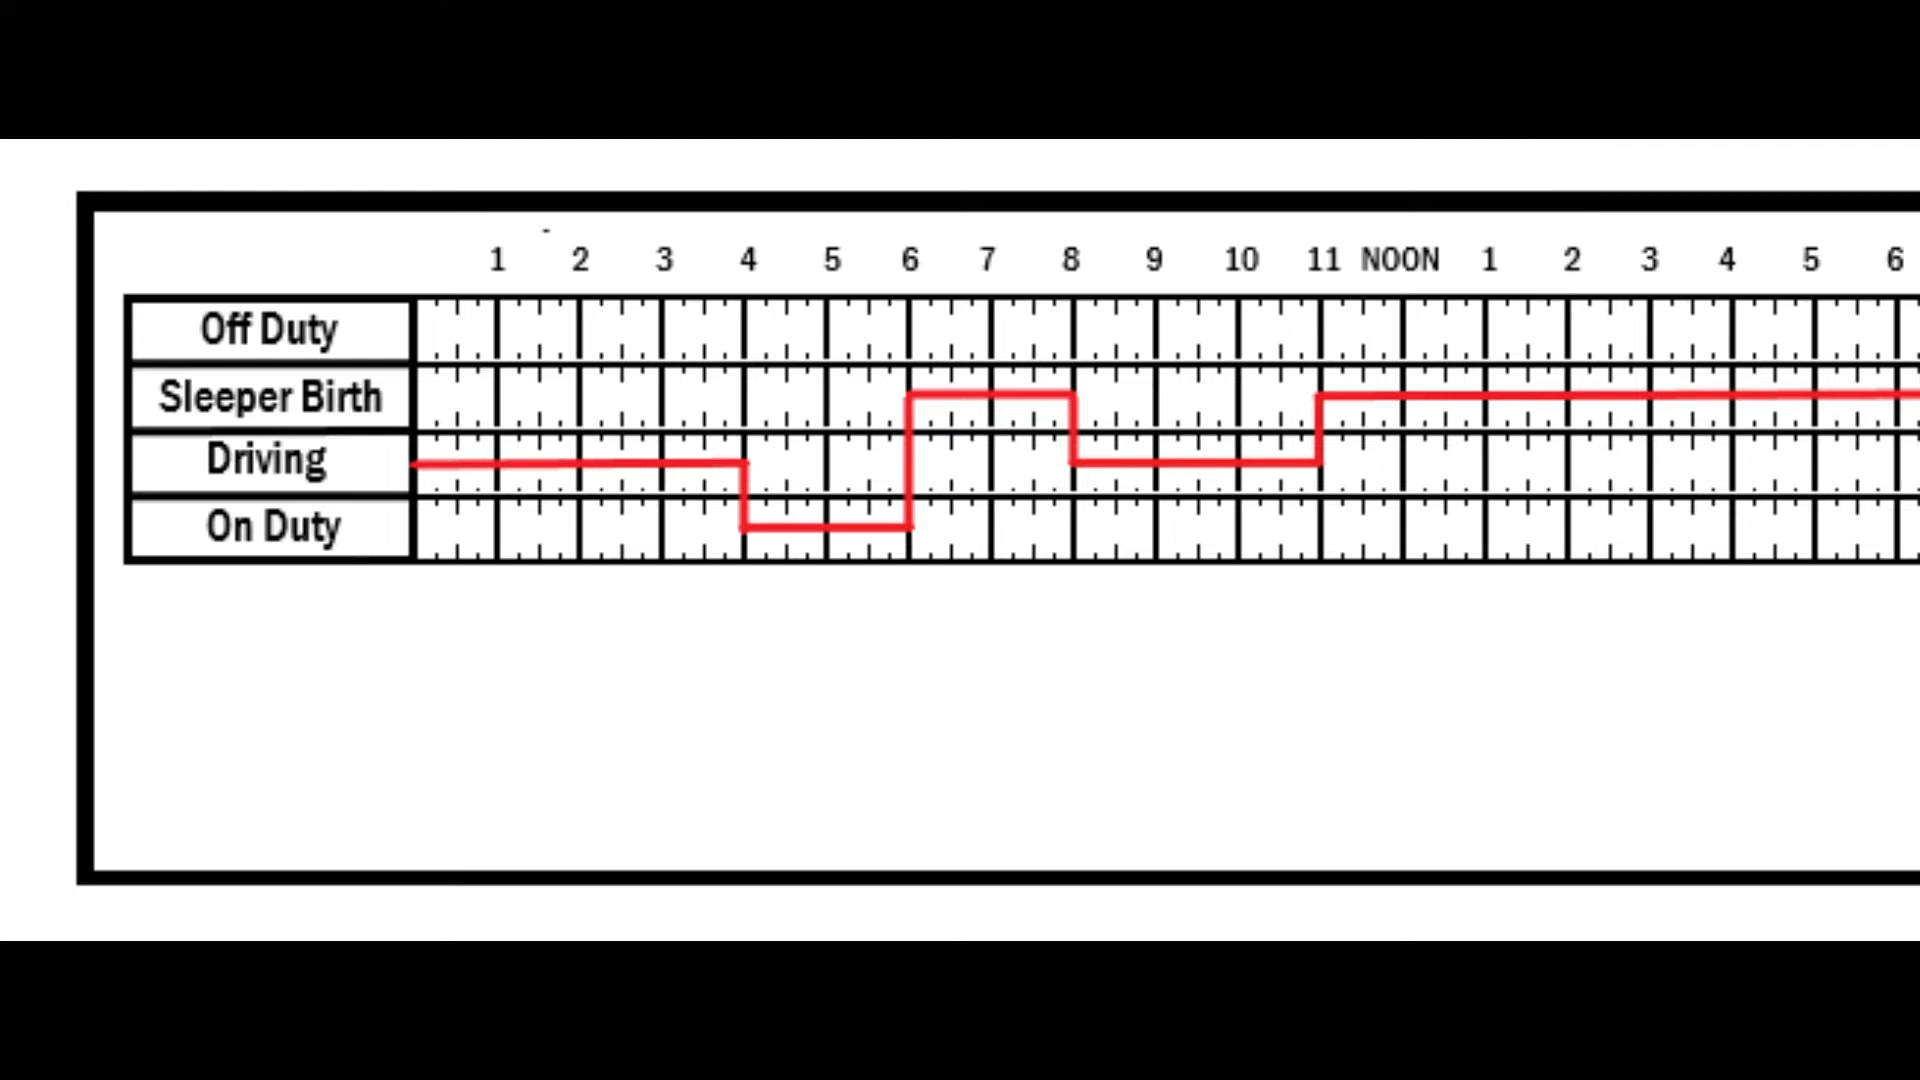 1 2 3 4 5 6 7 8 9 10 11 NOON 1 2 3 4 5 6
Off Duty
Sleeper Birth
Driving
On Duty